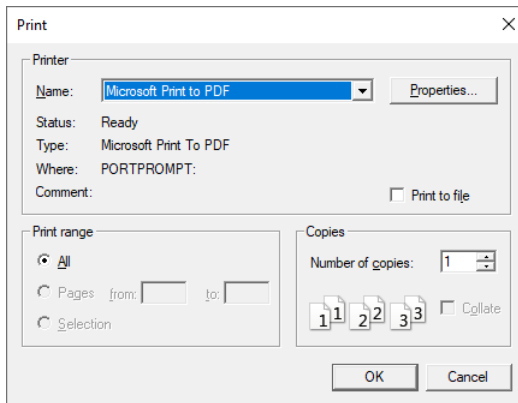 Print
Printer
Name: Microsoft Print to PDF Properties...
Status: Ready
Type: Microsoft Print To PDF
Where: PORTPROMPT:
Comment: Print to file
Print range
All
Pages from: to:
Selection
Copies
Number of copies: 1
1 1 2 2 3 3 Collate
OK Cancel